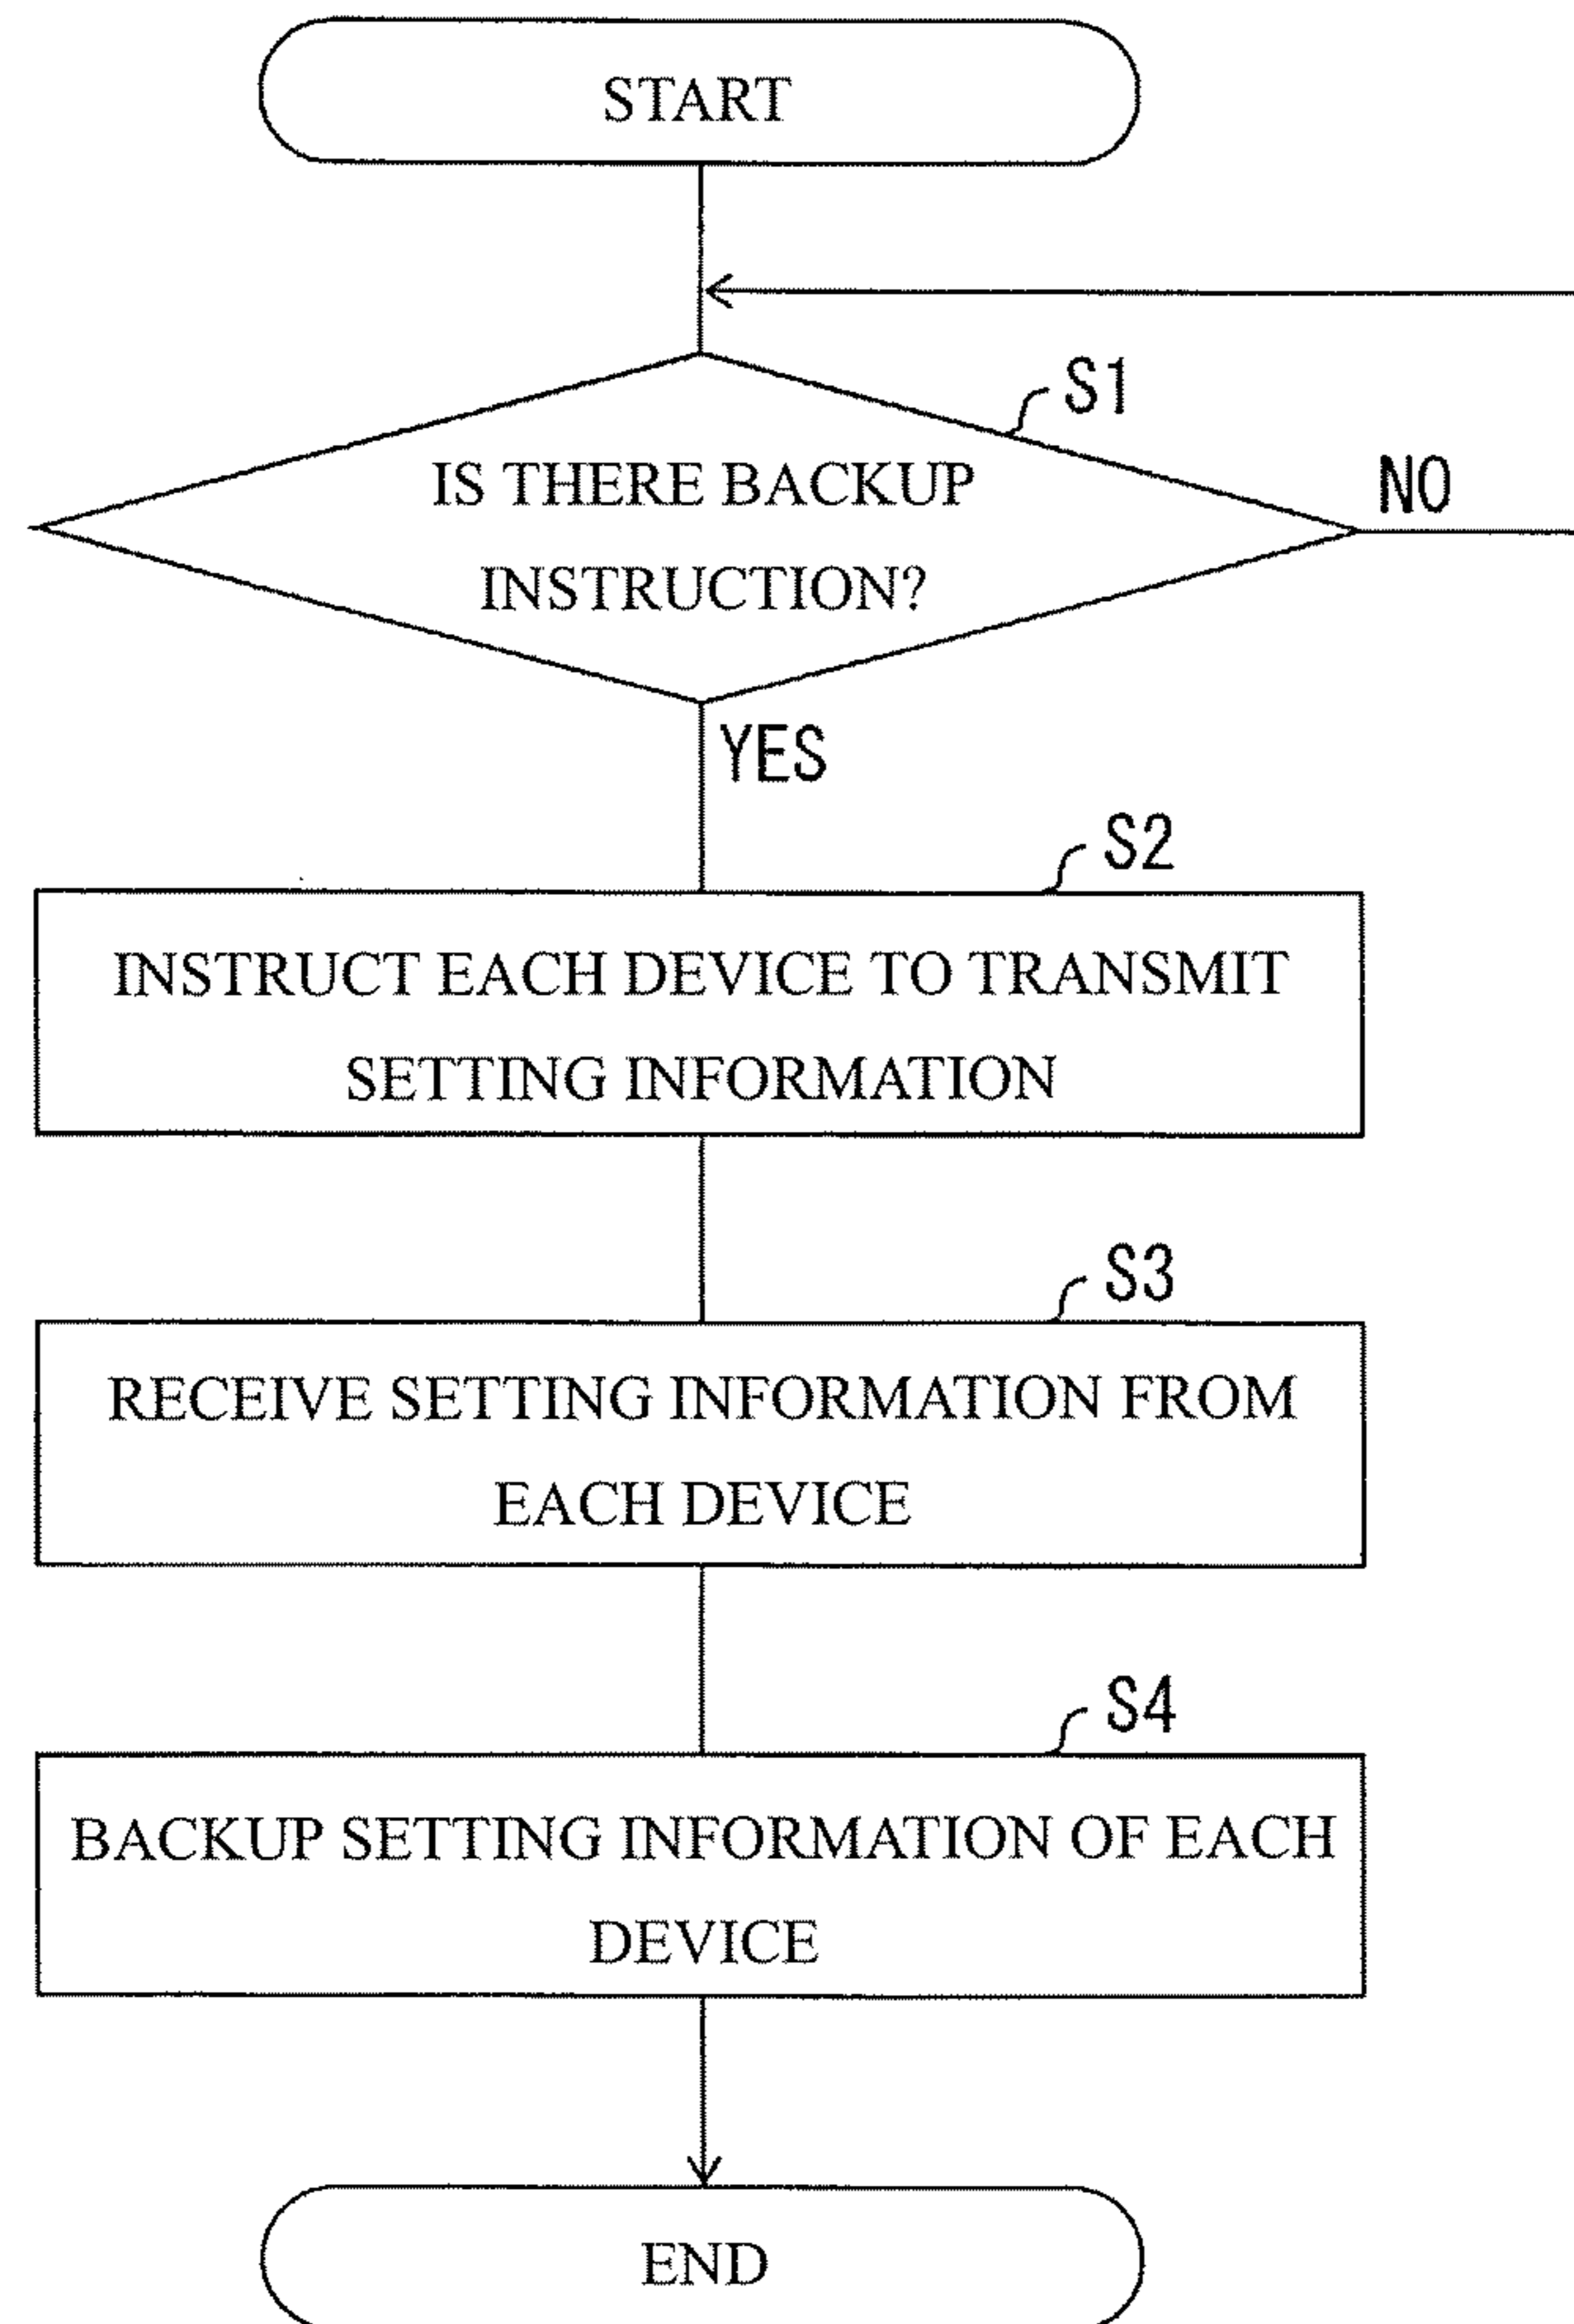 START
S1
IS THERE BACKUP
INSTRUCTION?
NO
YES
S2
INSTRUCT EACH DEVICE TO TRANSMIT
SETTING INFORMATION
S3
RECEIVE SETTING INFORMATION FROM
EACH DEVICE
S4
BACKUP SETTING INFORMATION OF EACH
DEVICE
END